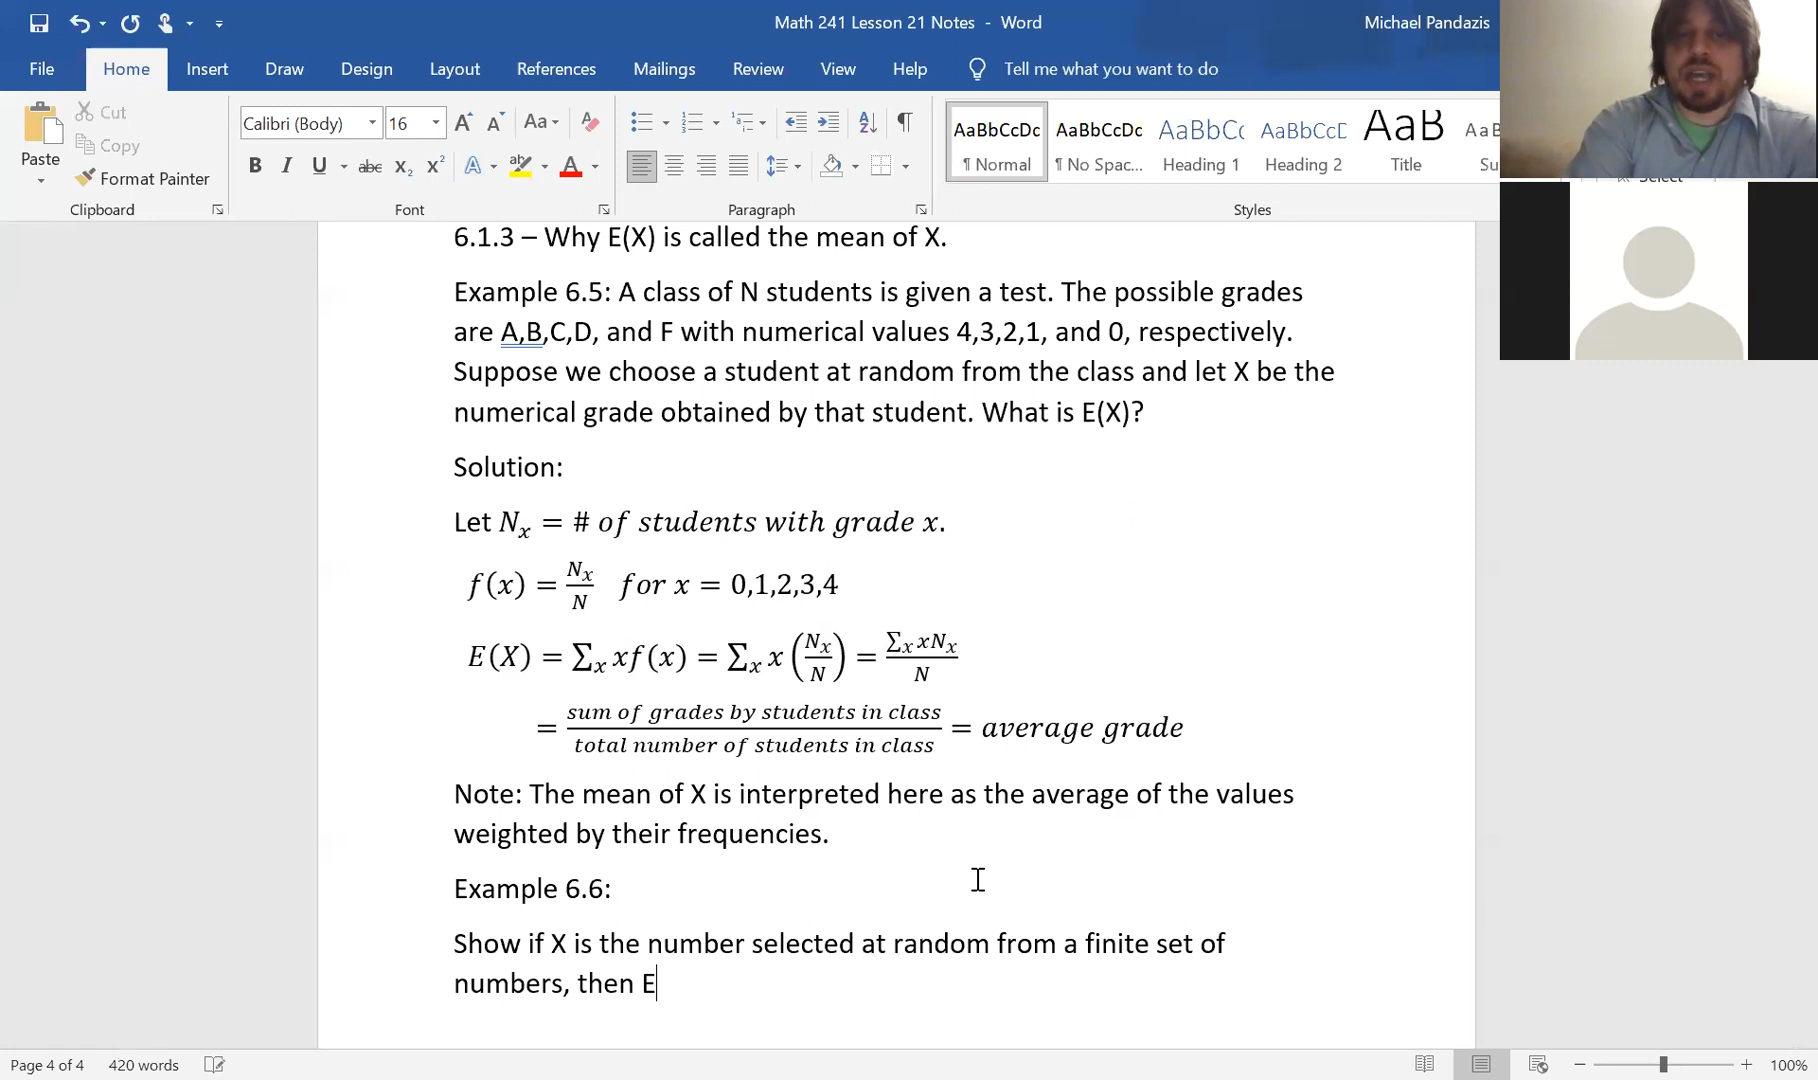 Math 241 Lesson 21 Notes - Word
Michael Pandazis
File Home Insert Draw Design Layout References Mailings Review View Help Tell me what you want to do
Paste
Cut
Copy
Format Painter
Clipboard
Calibri (Body) 16
Font
Paragraph
AaBbCcDc
¶ Normal
AaBbCcDc
¶ No Spac...
AaBbCc
Heading 1
AaBbCcD
Heading 2
AaB
Title
Styles
6.1.3 – Why E(X) is called the mean of X.
Example 6.5: A class of N students is given a test. The possible grades
are A,B,C,D, and F with numerical values 4,3,2,1, and 0, respectively.
Suppose we choose a student at random from the class and let X be the
numerical grade obtained by that student. What is E(X)?
Solution:
Let Nₓ = # of students with grade x.
f(x) = Nₓ/N for x = 0,1,2,3,4
E(X) = ∑ₓ xf(x) = ∑ₓ x (Nₓ/N) = ∑ₓ xNₓ / N
= sum of grades by students in class / total number of students in class = average grade
Note: The mean of X is interpreted here as the average of the values
weighted by their frequencies.
Example 6.6:
Show if X is the number selected at random from a finite set of
numbers, then E
Page 4 of 4 420 words 100%